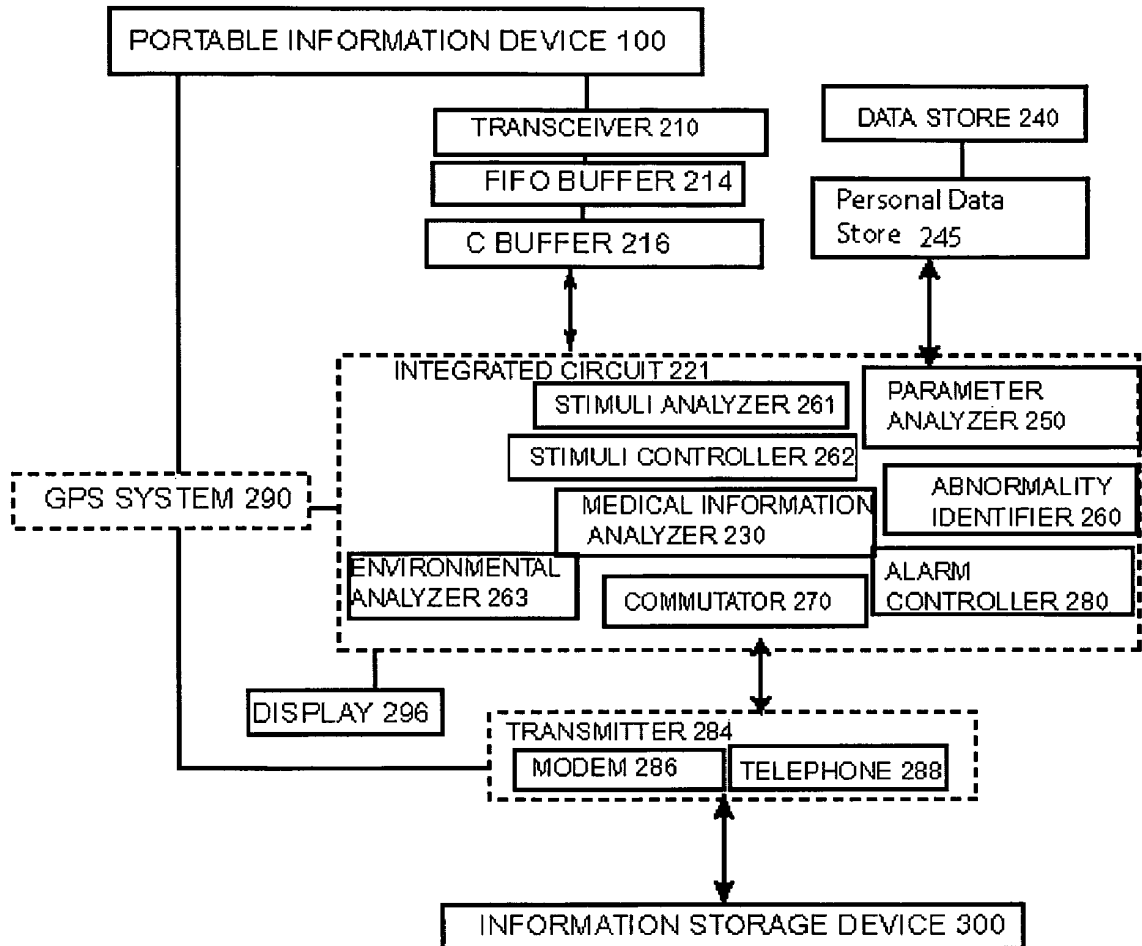 PORTABLE INFORMATION DEVICE 100
TRANSCEIVER 210
FIFO BUFFER 214
C BUFFER 216
DATA STORE 240
Personal Data
Store 245
INTEGRATED CIRCUIT 221
STIMULI ANALYZER 261
STIMULI CONTROLLER 262
MEDICAL INFORMATION
ANALYZER 230
ENVIRONMENTAL
ANALYZER 263
COMMUTATOR 270
PARAMETER
ANALYZER 250
ABNORMALITY
IDENTIFIER 260
ALARM
CONTROLLER 280
GPS SYSTEM 290
DISPLAY 296
TRANSMITTER 284
MODEM 286
TELEPHONE 288
INFORMATION STORAGE DEVICE 300